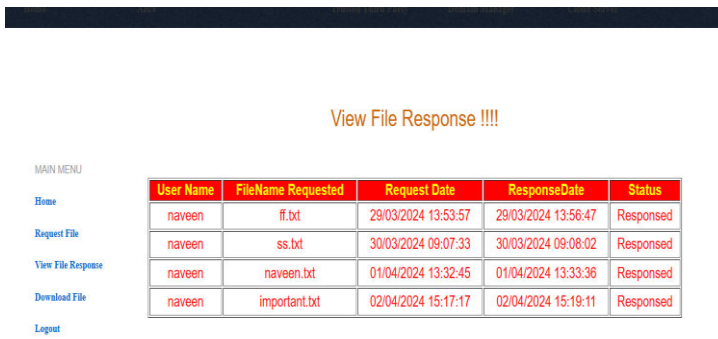 View File Response !!!!
MAIN MENU
Home
Request File
View File Response
Download File
Logout
User Name FileName Requested Request Date ResponseDate Status
naveen ff.txt 29/03/2024 13:53:57 29/03/2024 13:56:47 Responsed
naveen ss.txt 30/03/2024 09:07:33 30/03/2024 09:08:02 Responsed
naveen naveen.txt 01/04/2024 13:32:45 01/04/2024 13:33:36 Responsed
naveen important.txt 02/04/2024 15:17:17 02/04/2024 15:19:11 Responsed